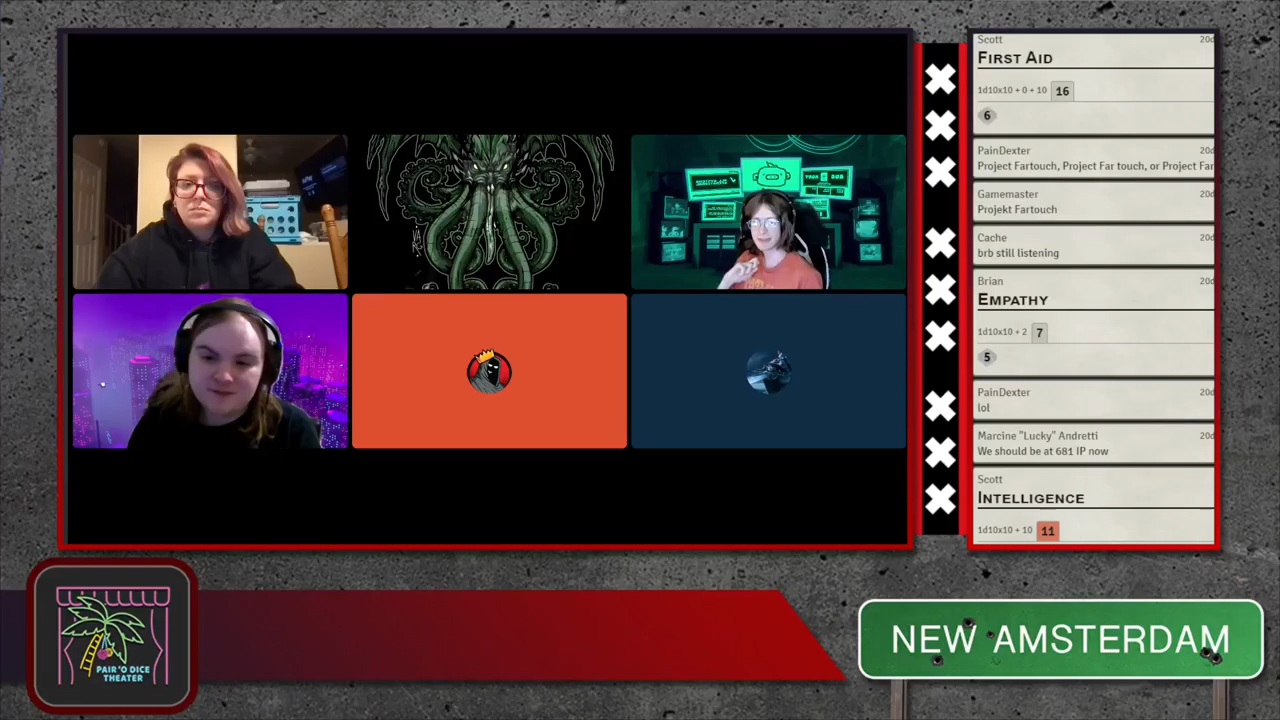 Scott 20d
FIRST AID
1d10x10 + 0 + 10 16
6
PainDexter 20d
Project Fartouch, Project Far touch, or Project Far
Gamemaster 20d
Projekt Fartouch
Cache 20d
brb still listening
Brian 20d
EMPATHY
1d10x10 + 2 7
5
PainDexter 20d
lol
Marcine "Lucky" Andretti 20d
We should be at 681 IP now
Scott 20d
INTELLIGENCE
1d10x10 + 10 11
PAIR'O DICE
THEATER
NEW AMSTERDAM